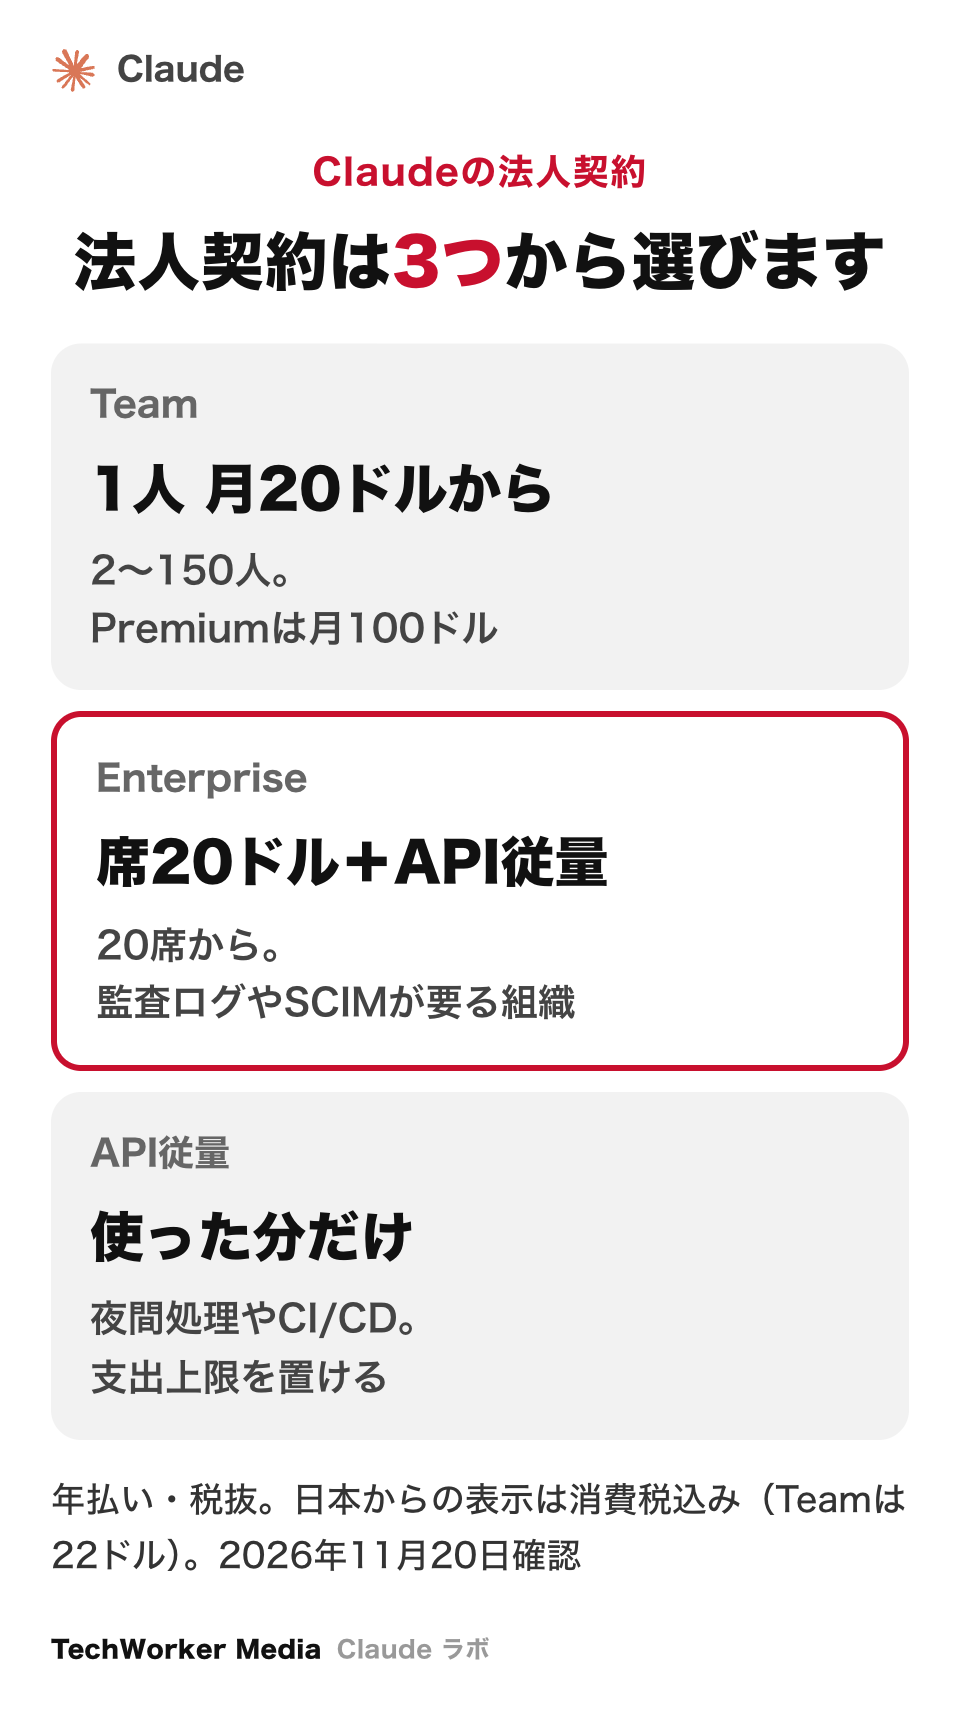 Claude
Claudeの法人契約
法人契約は3つから選びます
Team
1人 月20ドルから
2〜150人。
Premiumは月100ドル
Enterprise
席20ドル＋API従量
20席から。
監査ログやSCIMが要る組織
API従量
使った分だけ
夜間処理やCI/CD。
支出上限を置ける
年払い・税抜。日本からの表示は消費税込み（Teamは
22ドル）。2026年11月20日確認
TechWorker Media Claude ラボ